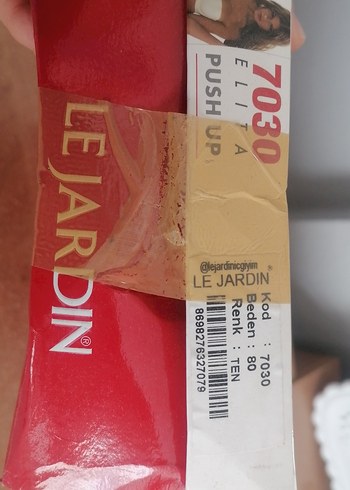 LE JARDIN®
7030
ELITA
PUSH UP
@lejardinicgiyim
LE JARDIN
Kod : 7030
Beden : 80
Renk : TEN
8698276327079